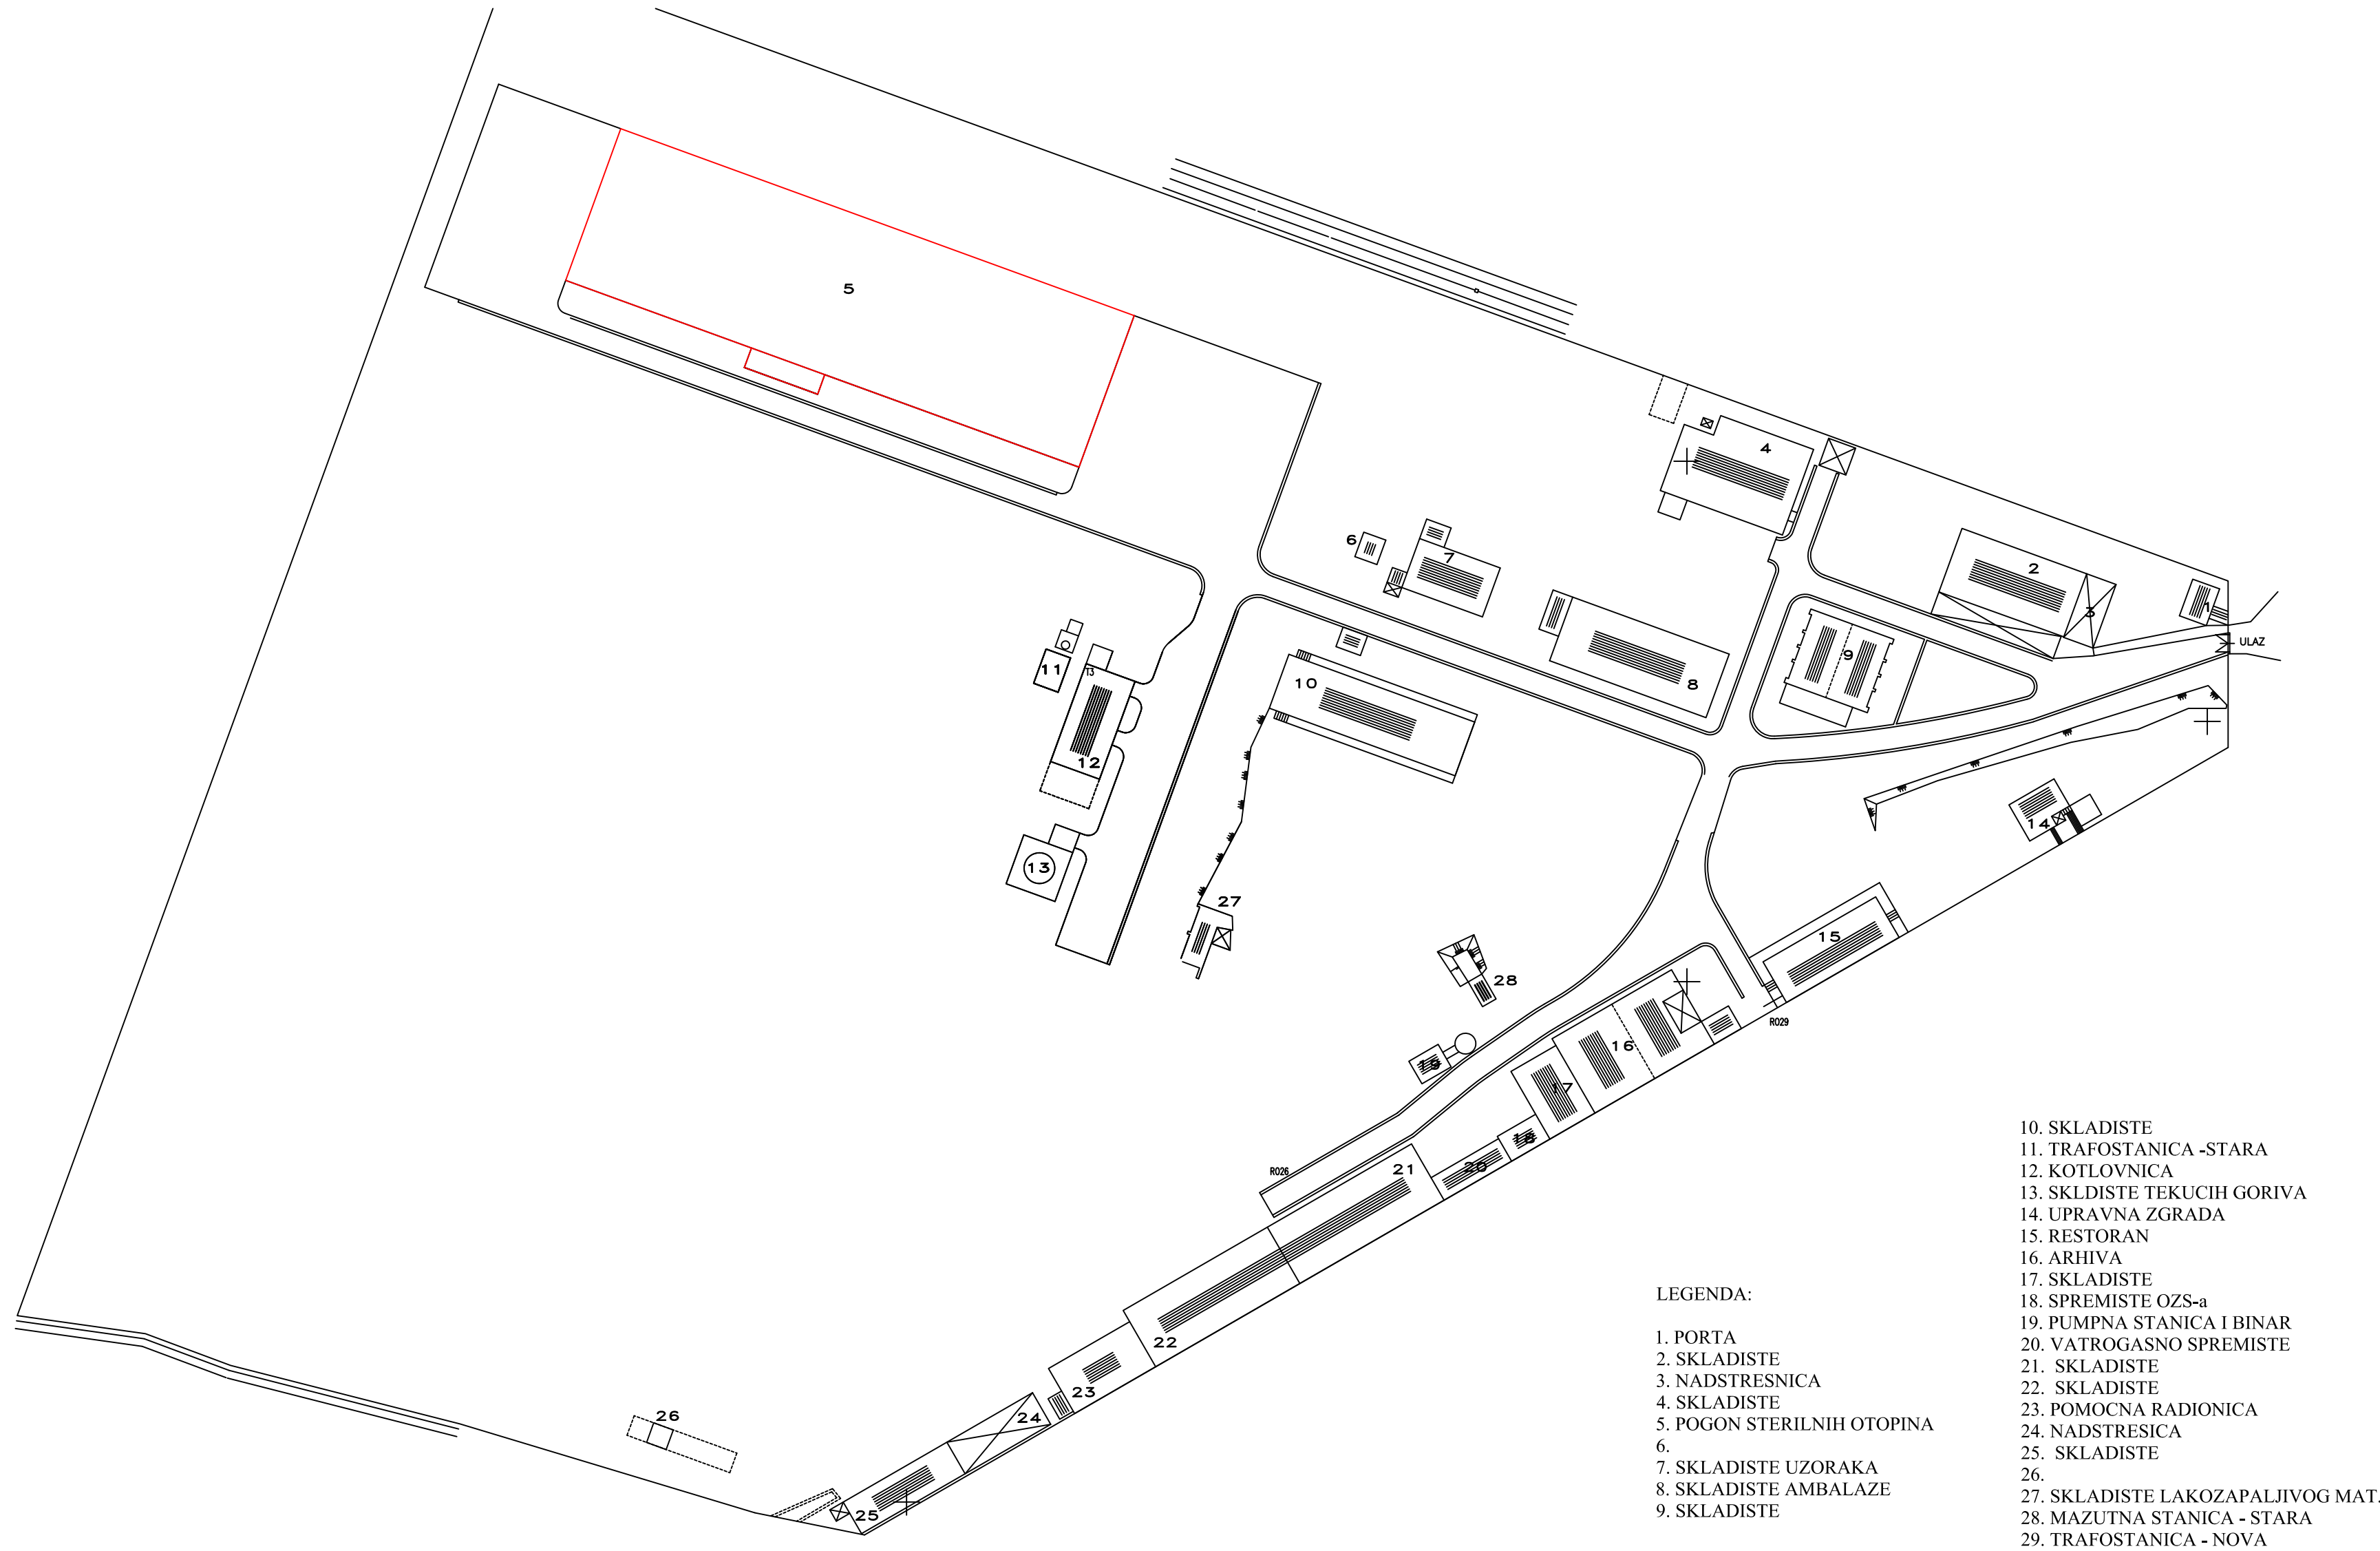 5
4
6
7
2
1
3
ULAZ
9
11
T3
10
8
12
14
13
27
15
28
R029
16
19
17
18
R026
21
20
22
23
26
24
25
LEGENDA:
1. PORTA
2. SKLADISTE
3. NADSTRESNICA
4. SKLADISTE
5. POGON STERILNIH OTOPINA
6.
7. SKLADISTE UZORAKA
8. SKLADISTE AMBALAZE
9. SKLADISTE
10. SKLADISTE
11. TRAFOSTANICA -STARA
12. KOTLOVNICA
13. SKLDISTE TEKUCIH GORIVA
14. UPRAVNA ZGRADA
15. RESTORAN
16. ARHIVA
17. SKLADISTE
18. SPREMISTE OZS-a
19. PUMPNA STANICA I BINAR
20. VATROGASNO SPREMISTE
21. SKLADISTE
22. SKLADISTE
23. POMOCNA RADIONICA
24. NADSTRESICA
25. SKLADISTE
26.
27. SKLADISTE LAKOZAPALJIVOG MAT.
28. MAZUTNA STANICA - STARA
29. TRAFOSTANICA - NOVA